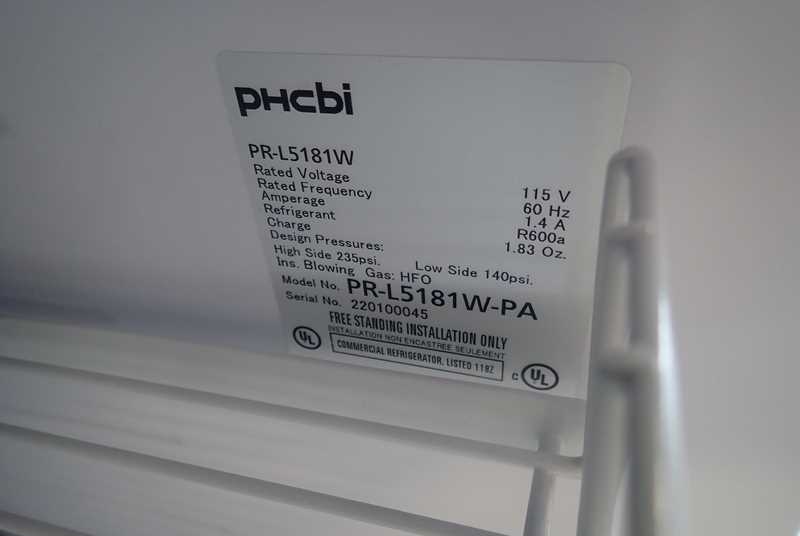 PHCbi
PR-L5181W
Rated Voltage 115 V
Rated Frequency 60 Hz
Amperage 1.4 A
Refrigerant R600a
Charge 1.83 Oz.
Design Pressures:
High Side 235psi. Low Side 140psi.
Ins. Blowing Gas: HFO
Model No. PR-L5181W-PA
Serial No. 220100045
FREE STANDING INSTALLATION ONLY
INSTALLATION NON ENCASTREE SEULEMENT
UL COMMERCIAL REFRIGERATOR, LISTED 119Z C UL